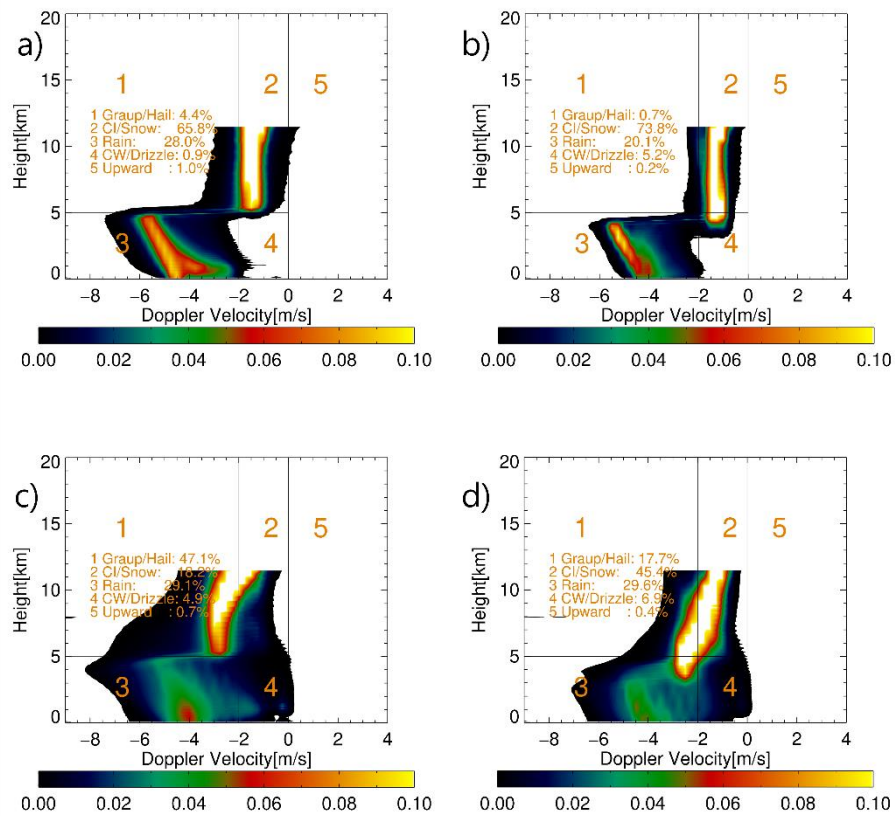 a)
20
15
10
5
0
Height[km]
1
2
5
3
4
1 Graup/Hail: 4.4%
2 CI/Snow: 65.8%
3 Rain: 28.0%
4 CW/Drizzle: 0.9%
5 Upward : 1.0%
−8 −6 −4 −2 0 2 4
Doppler Velocity[m/s]
0.00 0.02 0.04 0.06 0.08 0.10
b)
20
15
10
5
0
Height[km]
1
2
5
3
4
1 Graup/Hail: 0.7%
2 CI/Snow: 73.8%
3 Rain: 20.1%
4 CW/Drizzle: 5.2%
5 Upward : 0.2%
−8 −6 −4 −2 0 2 4
Doppler Velocity[m/s]
0.00 0.02 0.04 0.06 0.08 0.10
c)
20
15
10
5
0
Height[km]
1
2
5
3
4
1 Graup/Hail: 47.1%
2 CI/Snow: 18.2%
3 Rain: 29.1%
4 CW/Drizzle: 4.9%
5 Upward : 0.7%
−8 −6 −4 −2 0 2 4
Doppler Velocity[m/s]
0.00 0.02 0.04 0.06 0.08 0.10
d)
20
15
10
5
0
Height[km]
1
2
5
3
4
1 Graup/Hail: 17.7%
2 CI/Snow: 45.4%
3 Rain: 29.6%
4 CW/Drizzle: 6.9%
5 Upward : 0.4%
−8 −6 −4 −2 0 2 4
Doppler Velocity[m/s]
0.00 0.02 0.04 0.06 0.08 0.10